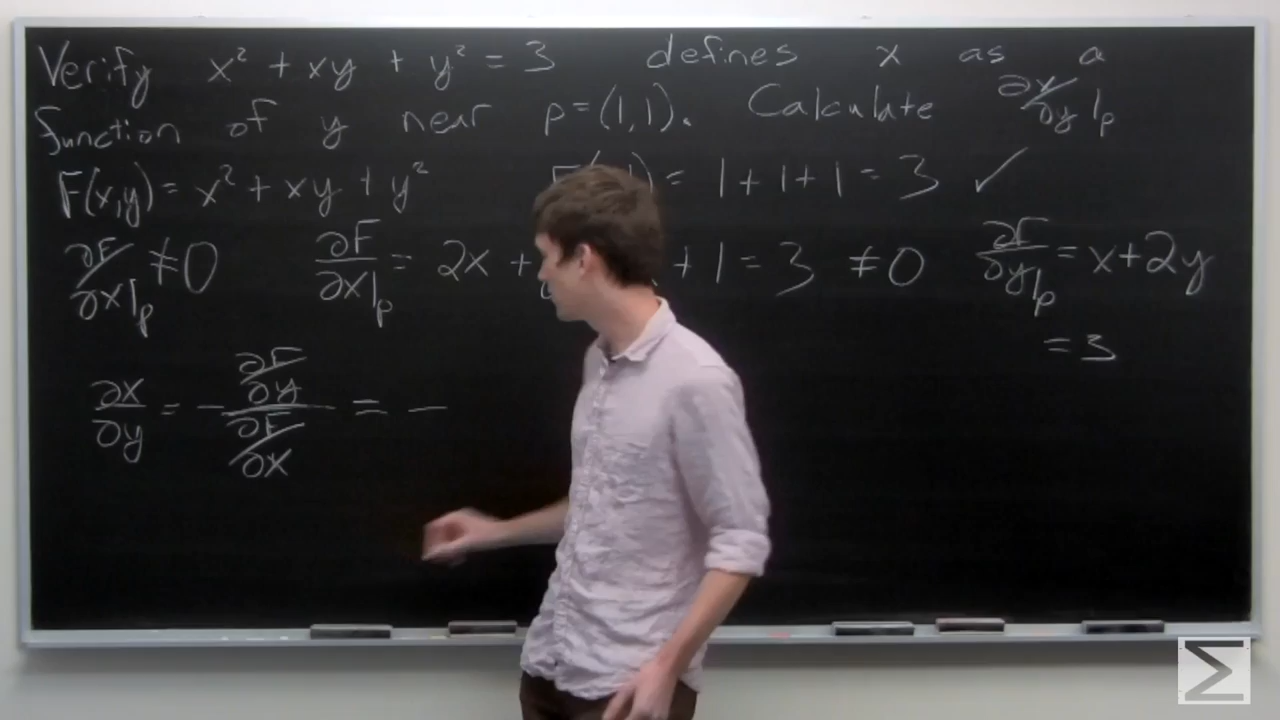 Verify x² + xy + y² = 3 defines x as a
function of y near p=(1,1). Calculate ∂x/∂y|p
F(x,y) = x² + xy + y² ) = 1+1+1 = 3 ✓
∂F/∂x|p ≠ 0 ∂F/∂x|p = 2x + + 1 = 3 ≠ 0 ∂F/∂y|p = x+2y
= 3
∂x/∂y = - (∂F/∂y)/(∂F/∂x) = -
Σ